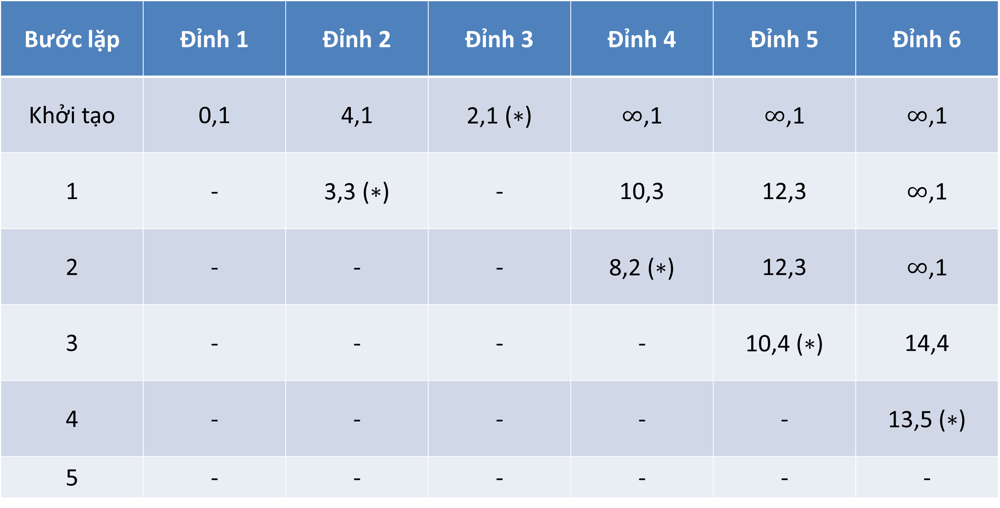 Bước lặp Đỉnh 1 Đỉnh 2 Đỉnh 3 Đỉnh 4 Đỉnh 5 Đỉnh 6
Khởi tạo 0,1 4,1 2,1 (*) ∞,1 ∞,1 ∞,1
1 - 3,3 (*) - 10,3 12,3 ∞,1
2 - - - 8,2 (*) 12,3 ∞,1
3 - - - - 10,4 (*) 14,4
4 - - - - - 13,5 (*)
5 - - - - - -